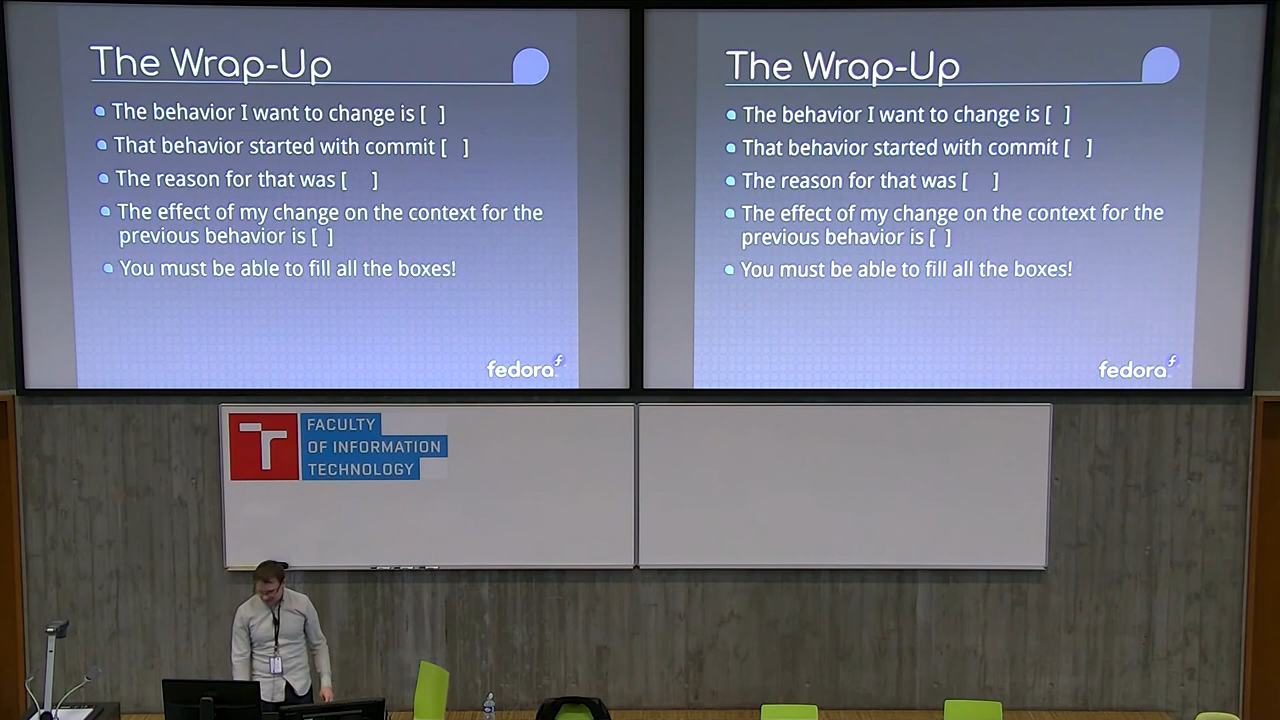 The Wrap-Up
The behavior I want to change is [ ]
That behavior started with commit [ ]
The reason for that was [ ]
The effect of my change on the context for the
previous behavior is [ ]
You must be able to fill all the boxes!
fedora
The Wrap-Up
The behavior I want to change is [ ]
That behavior started with commit [ ]
The reason for that was [ ]
The effect of my change on the context for the
previous behavior is [ ]
You must be able to fill all the boxes!
fedora
FACULTY
OF INFORMATION
TECHNOLOGY